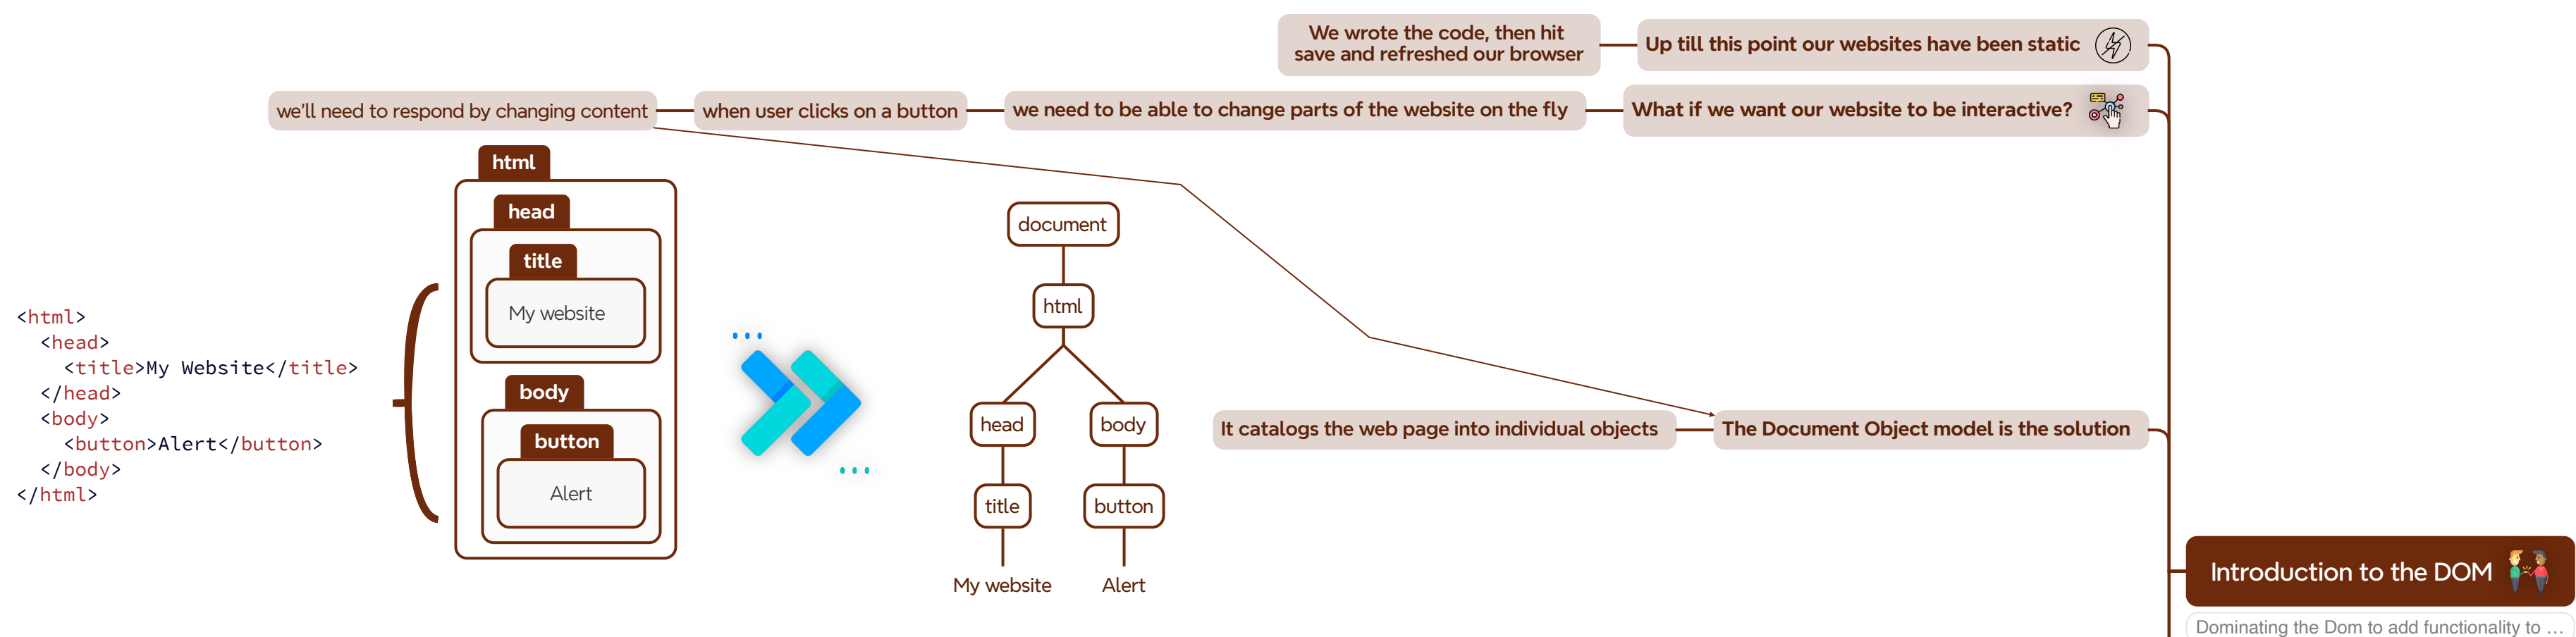 We wrote the code, then hit
save and refreshed our browser
Up till this point our websites have been static
we'll need to respond by changing content
when user clicks on a button
we need to be able to change parts of the website on the fly
What if we want our website to be interactive?
<html>
<head>
<title>My Website</title>
</head>
<body>
<button>Alert</button>
</body>
</html>
html
head
title
My website
body
button
Alert
document
html
head
body
title
button
My website
Alert
It catalogs the web page into individual objects
The Document Object model is the solution
Introduction to the DOM
Dominating the Dom to add functionality to ...